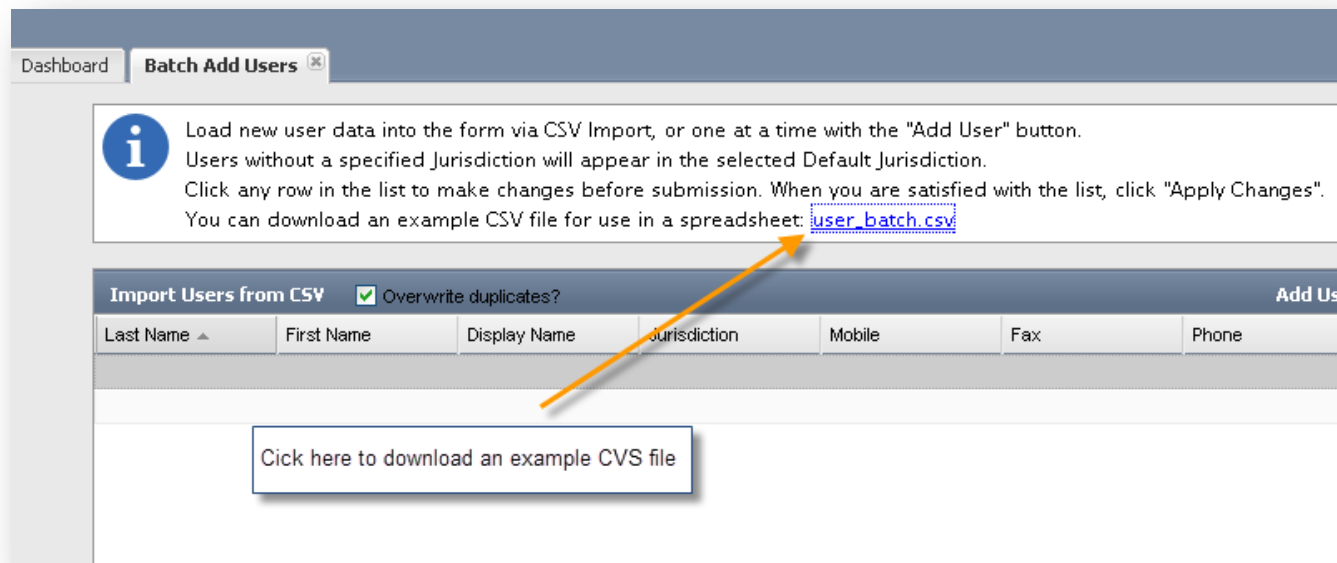 Dashboard
Batch Add Users
i
Load new user data into the form via CSV Import, or one at a time with the "Add User" button.
Users without a specified Jurisdiction will appear in the selected Default Jurisdiction.
Click any row in the list to make changes before submission. When you are satisfied with the list, click "Apply Changes".
You can download an example CSV file for use in a spreadsheet: user_batch.csv
Import Users from CSV Overwrite duplicates? Add Us
Last Name First Name Display Name Jurisdiction Mobile Fax Phone
Cick here to download an example CVS file